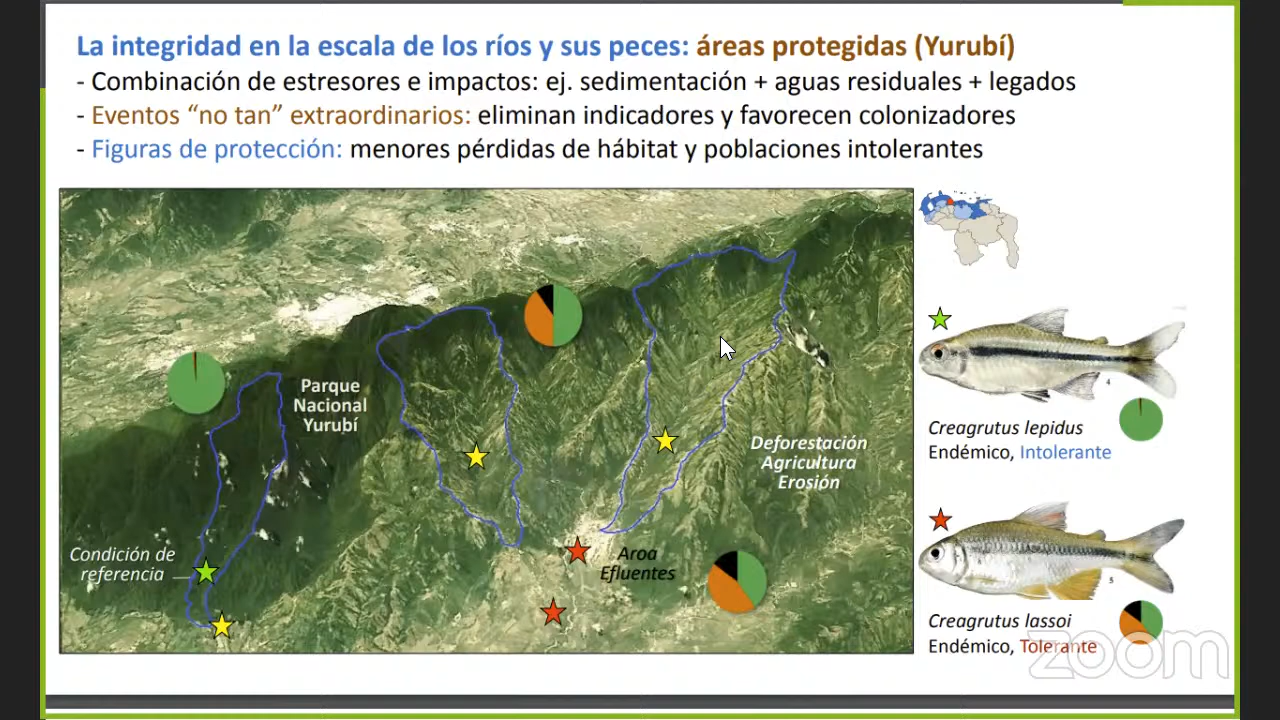 La integridad en la escala de los ríos y sus peces: áreas protegidas (Yurubí)
- Combinación de estresores e impactos: ej. sedimentación + aguas residuales + legados
- Eventos “no tan” extraordinarios: eliminan indicadores y favorecen colonizadores
- Figuras de protección: menores pérdidas de hábitat y poblaciones intolerantes
Parque
Nacional
Yurubí
Deforestación
Agricultura
Erosión
Condición de
referencia
Aroa
Efluentes
4
Creagrutus lepidus
Endémico, Intolerante
5
Creagrutus lassoi
Endémico, Tolerante
zoom